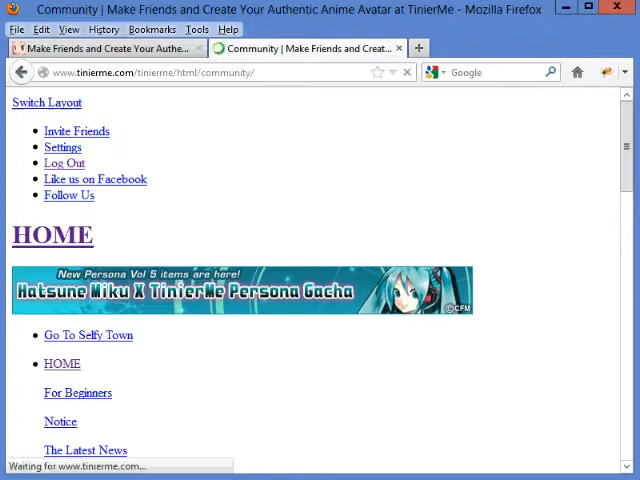 Community | Make Friends and Create Your Authentic Anime Avatar at TinierMe - Mozilla Firefox
File Edit View History Bookmarks Tools Help
Make Friends and Create Your Authe...
Community | Make Friends and Creat...
www.tinierme.com/tinierme/html/community/
Google
Switch Layout
Invite Friends
Settings
Log Out
Like us on Facebook
Follow Us
HOME
New Persona Vol 5 items are here!
Hatsune Miku X TinierMe Persona Gacha
©CFM
Go To Selfy Town
HOME
For Beginners
Notice
The Latest News
Waiting for www.tinierme.com...